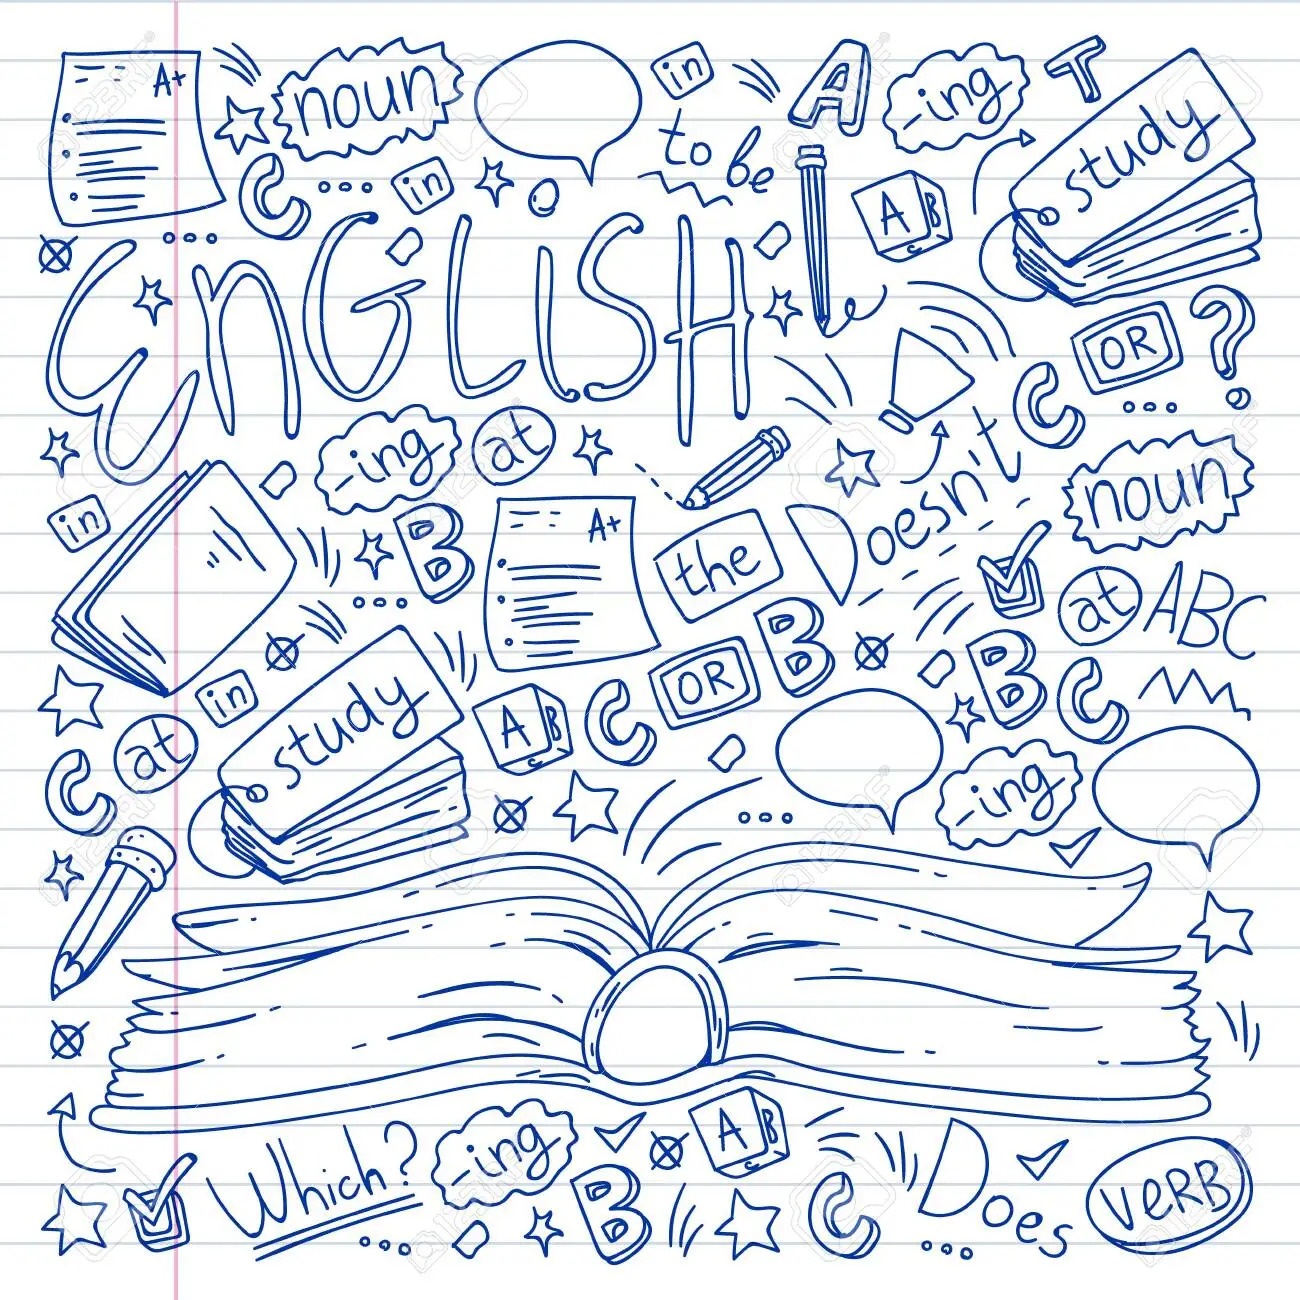 A+
noun
in
A
-ing
T
study
to be
C
in
A B C
ENGLISH
OR
?
C
-ing
at
in
Doesn't
noun
B
A+
the
at
ABC
B
B
C
in
study
OR
A B
C
at
C
-ing
Which?
-ing
A B
B
C
Does
VERB